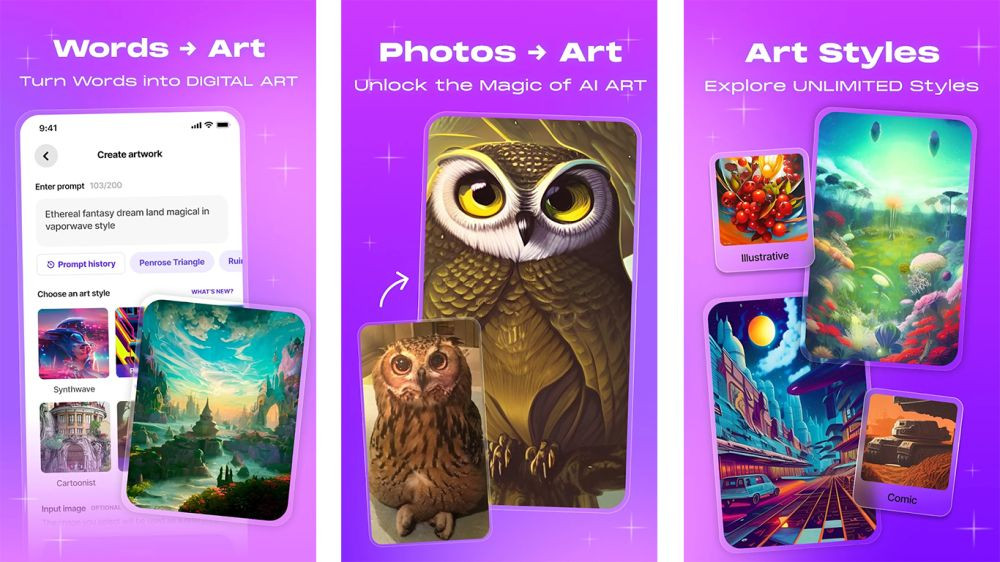 Words → Art
Turn Words into DIGITAL ART
9:41
Create artwork
Enter prompt 103/200
Ethereal fantasy dream land magical in
vaporwave style
Prompt history
Penrose Triangle
Choose an art style
WHAT'S NEW?
Synthwave
Cartoonist
Input image OPTIONAL
Photos → Art
Unlock the Magic of AI ART
Art Styles
Explore UNLIMITED Styles
Illustrative
Comic